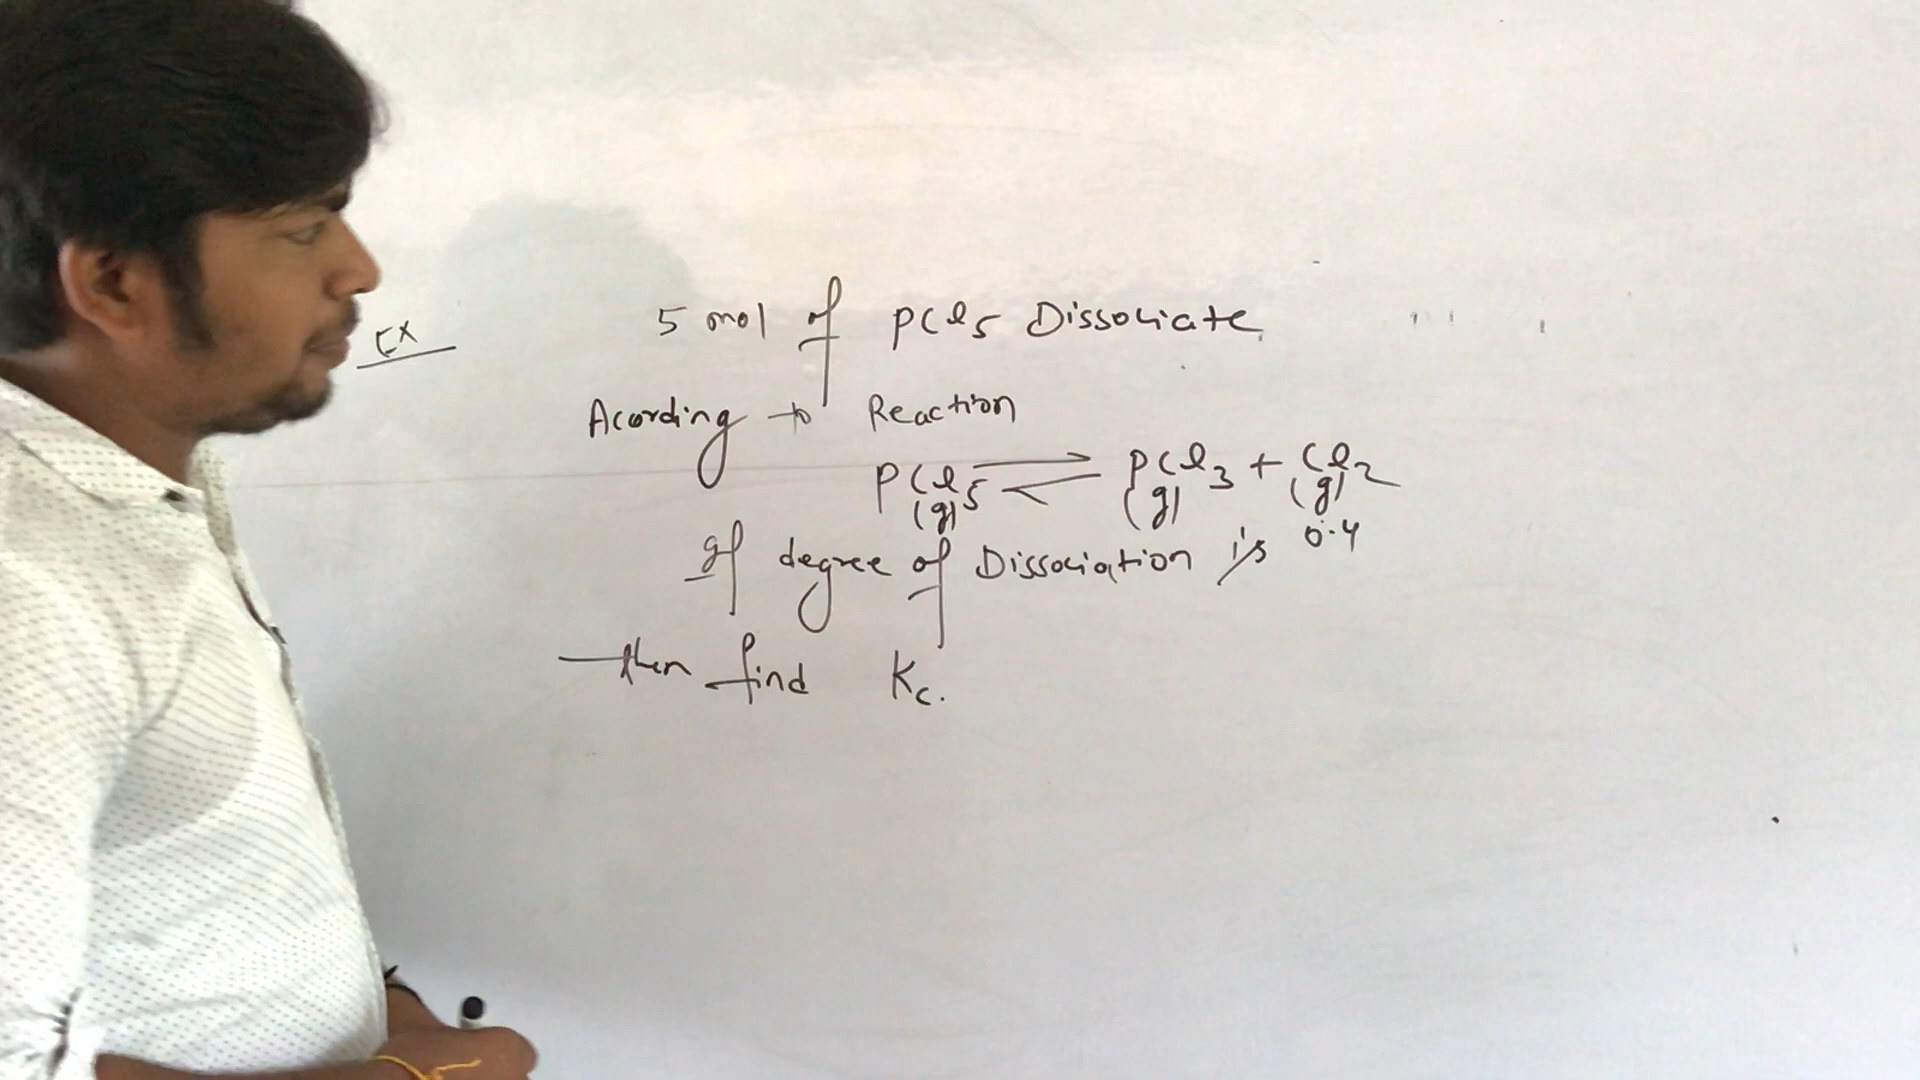 Ex
5 mol of PCl5 Dissociate
Acording to Reaction
PCl5 (g) ⇌ PCl3 (g) + Cl2 (g)
If degree of Dissociation is 0.4
then find Kc.